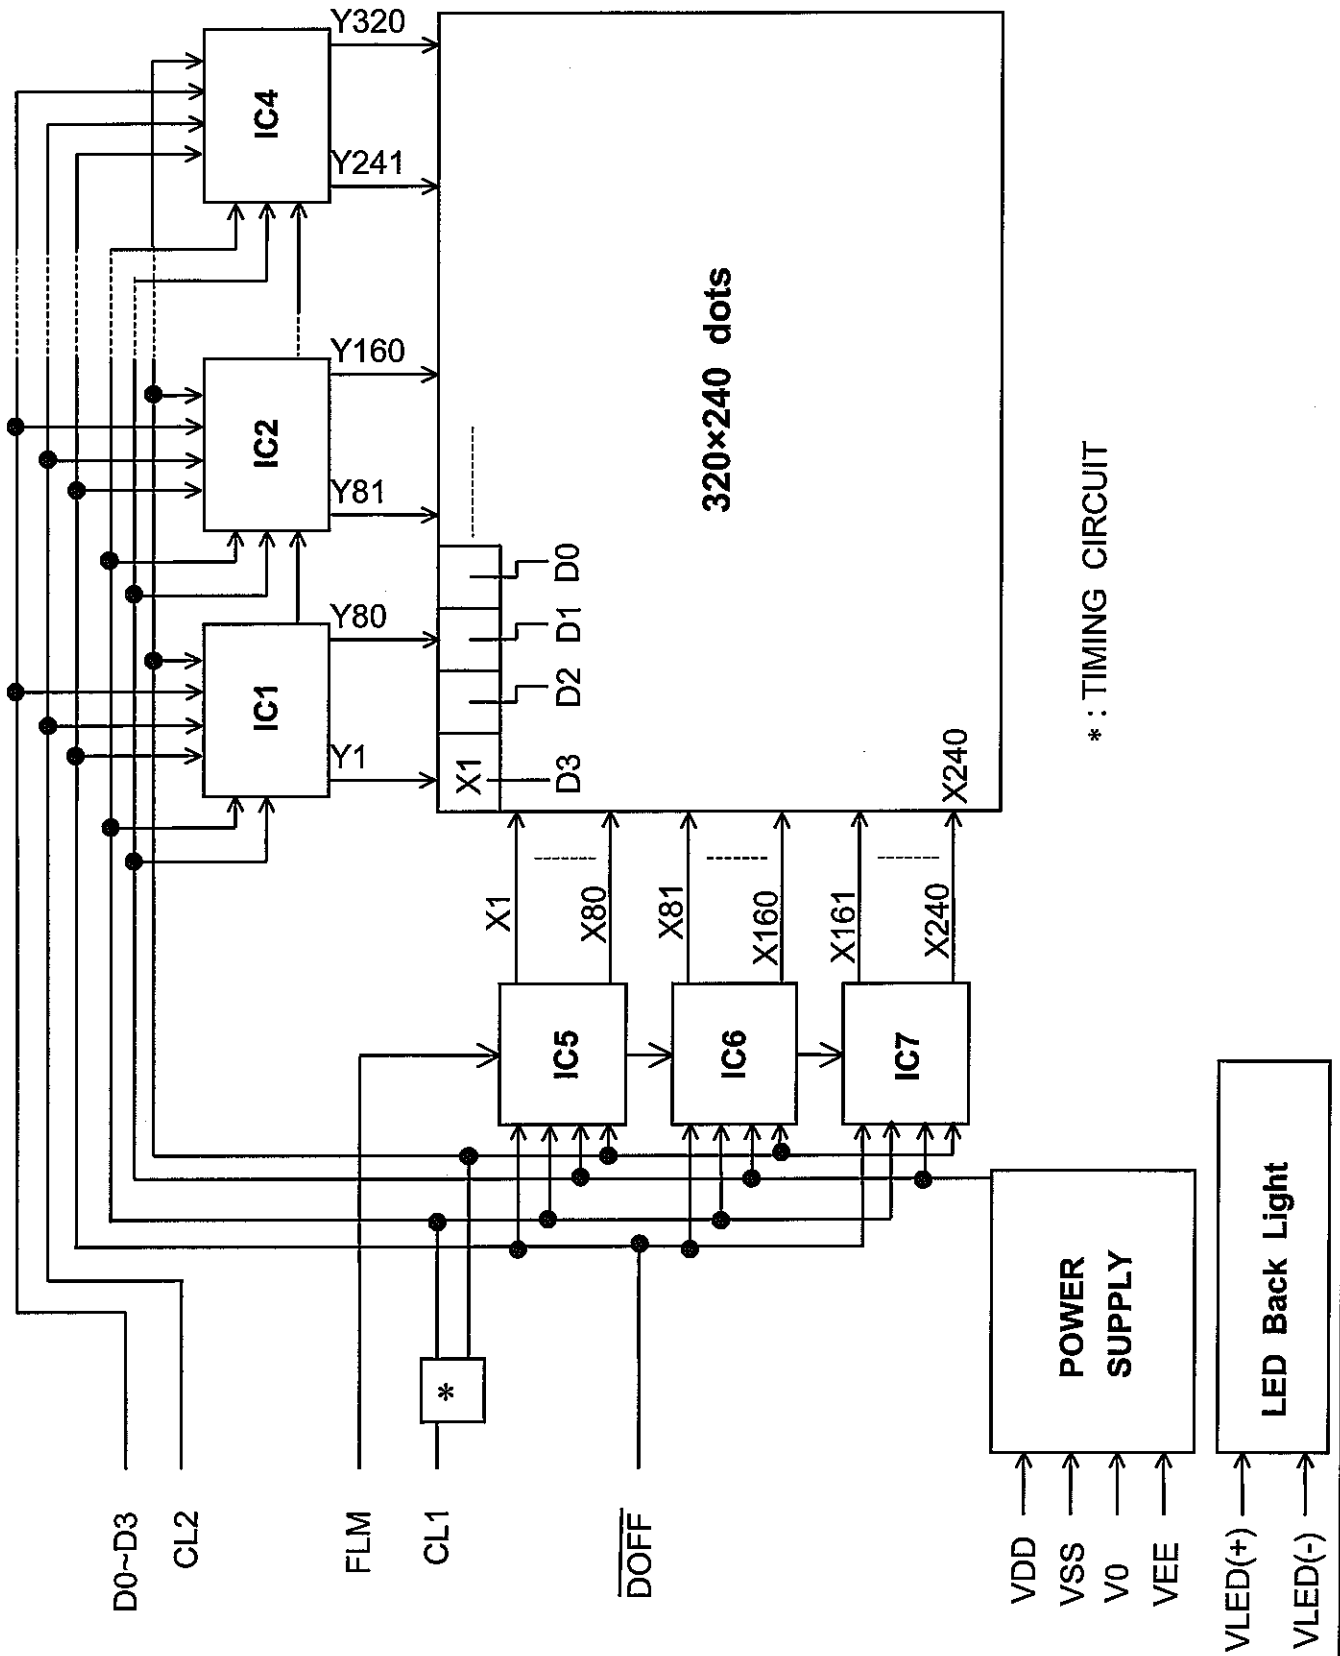 Y320
IC4
Y241
Y160
IC2
Y81
Y80
IC1
Y1
320×240 dots
D0
D1
D2
X1
D3
X240
X1
X80
X81
X160
X161
X240
IC5
IC6
IC7
* : TIMING CIRCUIT
D0~D3
CL2
FLM
CL1
*
DOFF
POWER
SUPPLY
VDD
VSS
V0
VEE
LED Back Light
VLED(+)
VLED(-)